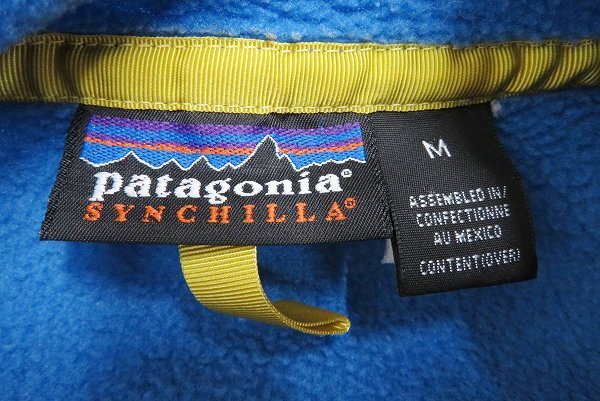 patagonia®
SYNCHILLA®
M
ASSEMBLED IN/
CONFECTIONNE
AU MEXICO
CONTENT(OVER)